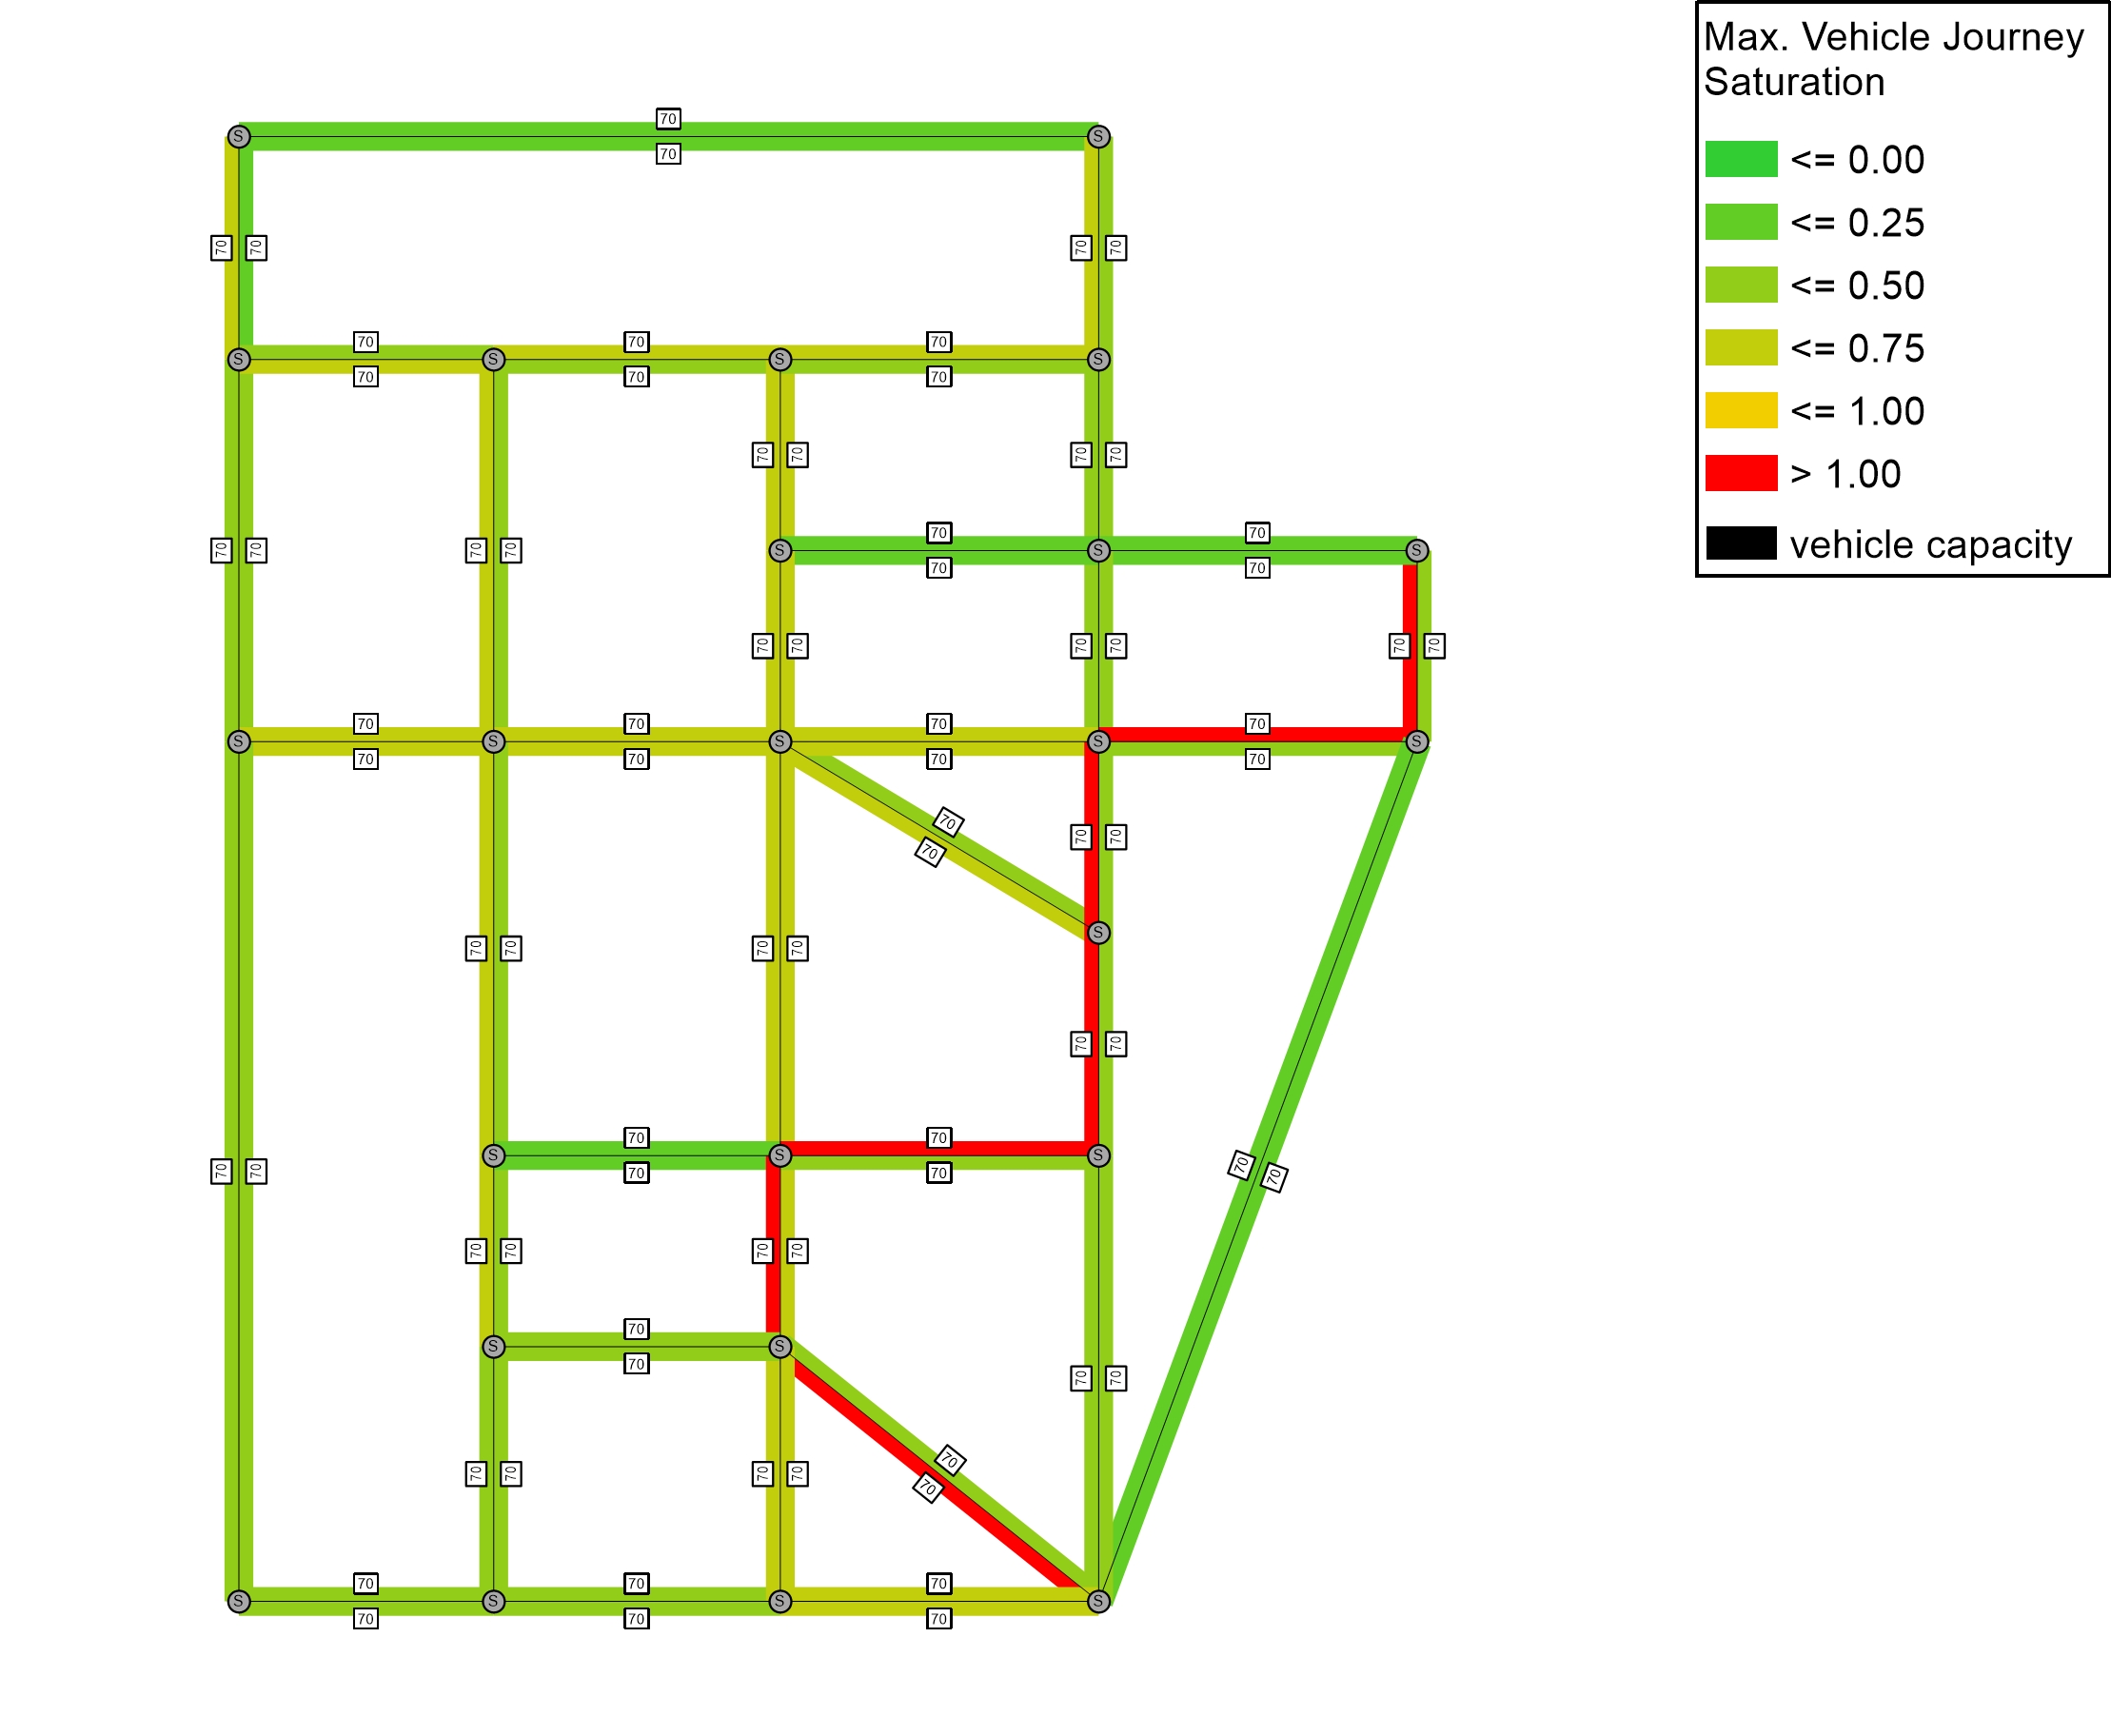 Max. Vehicle Journey
Saturation
<= 0.00
<= 0.25
<= 0.50
<= 0.75
<= 1.00
> 1.00
vehicle capacity
70
S S
70
70 70 70 70
70 70 70
S S S S
70 70 70
70 70 70 70
70 70
70 70 70 70 S S S
70 70
70 70 70 70 70 70
70 70 70 70
S S S S S
70 70 70 70
70
70 70
70
S
70 70 70 70
70 70
70 70
S S S
70 70 70 70 70 70
70 70 70 70
70
S S
70
70 70
70
70 70 70 70
70
70 70 70
S S S S
70 70 70